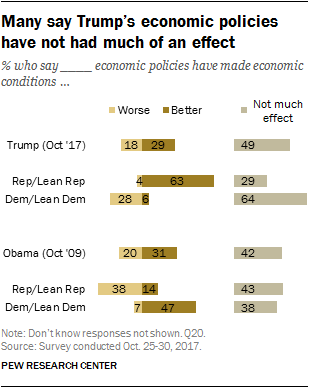 Many say Trump's economic policies
have not had much of an effect
% who say ____ economic policies have made economic
conditions ...
Worse Better Not much
effect
Trump (Oct '17) 18 29 49
Rep/Lean Rep 4 63 29
Dem/Lean Dem 28 6 64
Obama (Oct '09) 20 31 42
Rep/Lean Rep 38 14 43
Dem/Lean Dem 7 47 38
Note: Don't know responses not shown. Q20.
Source: Survey conducted Oct. 25-30, 2017.
PEW RESEARCH CENTER